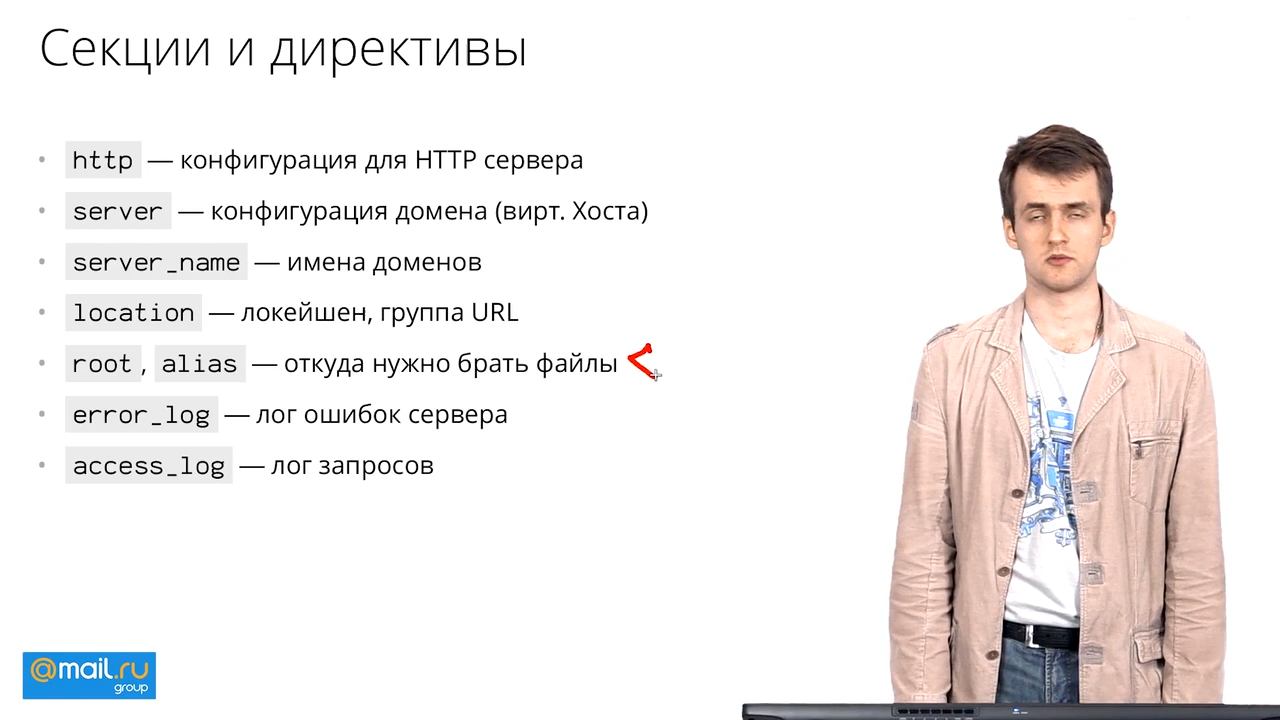 Секции и директивы
• http — конфигурация для HTTP сервера
• server — конфигурация домена (вирт. Хоста)
• server_name — имена доменов
• location — локейшен, группа URL
• root, alias — откуда нужно брать файлы
• error_log — лог ошибок сервера
• access_log — лог запросов
@mail.ru
group